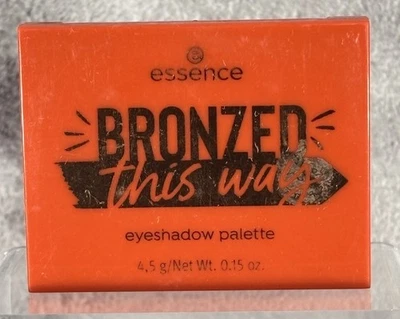 essence
BRONZED
this way
eyeshadow palette
4,5 g/Net Wt. 0.15 oz.